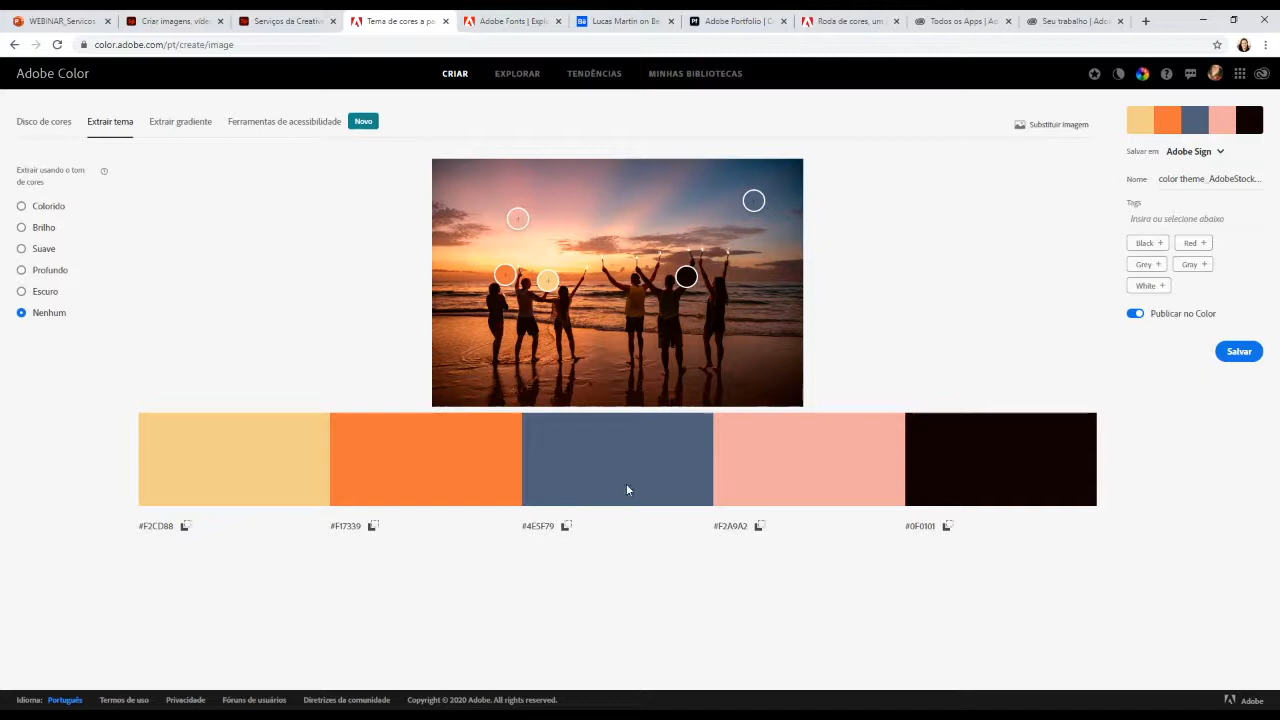 WEBINAR_Servicos
Criar imagens, víde
Serviços da Creative
Tema de cores a pa
Adobe Fonts | Explo
Lucas Martin on Be
Adobe Portfolio | C
Roda de cores, um
Todos os Apps | Ad
Seu trabalho | Ado
color.adobe.com/pt/create/image
Adobe Color
CRIAR
EXPLORAR
TENDÊNCIAS
MINHAS BIBLIOTECAS
Disco de cores
Extrair tema
Extrair gradiente
Ferramentas de acessibilidade
Novo
Substituir imagem
Extrair usando o tom
de cores
Colorido
Brilho
Suave
Profundo
Escuro
Nenhum
Salvar em Adobe Sign
Nome color theme_AdobeStock...
Tags
Insira ou selecione abaixo
Black +
Red +
Grey +
Gray +
White +
Publicar no Color
Salvar
#F2CD88
#F17339
#4E5F79
#F2A9A2
#0F0101
Idioma: Português
Termos de uso
Privacidade
Fóruns de usuários
Diretrizes da comunidade
Copyright © 2020 Adobe. All rights reserved.
Adobe